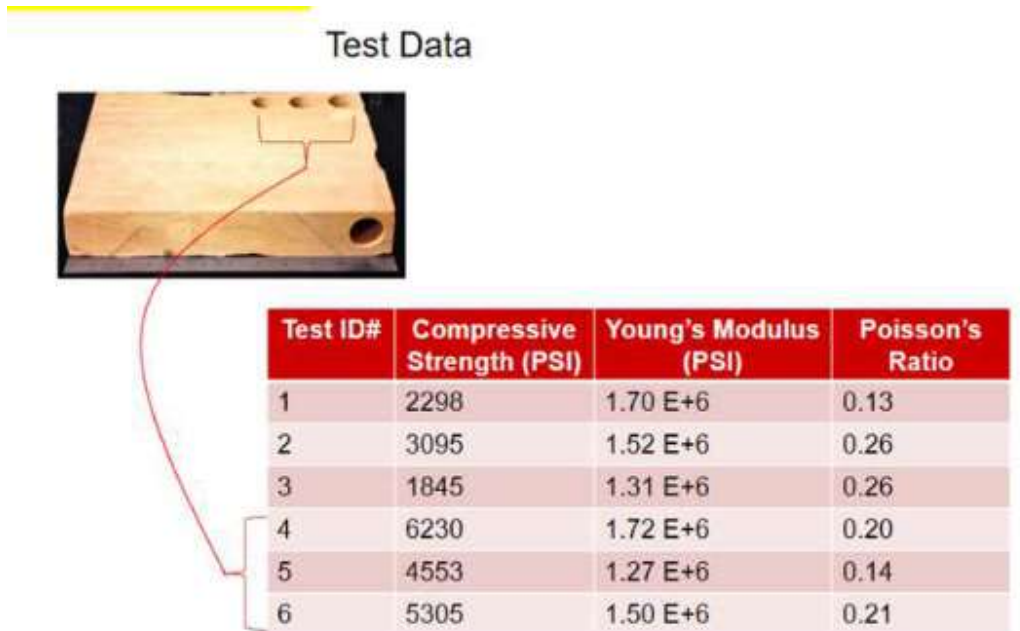 Test Data
Test ID# Compressive Strength (PSI) Young's Modulus (PSI) Poisson's Ratio
1 2298 1.70 E+6 0.13
2 3095 1.52 E+6 0.26
3 1845 1.31 E+6 0.26
4 6230 1.72 E+6 0.20
5 4553 1.27 E+6 0.14
6 5305 1.50 E+6 0.21